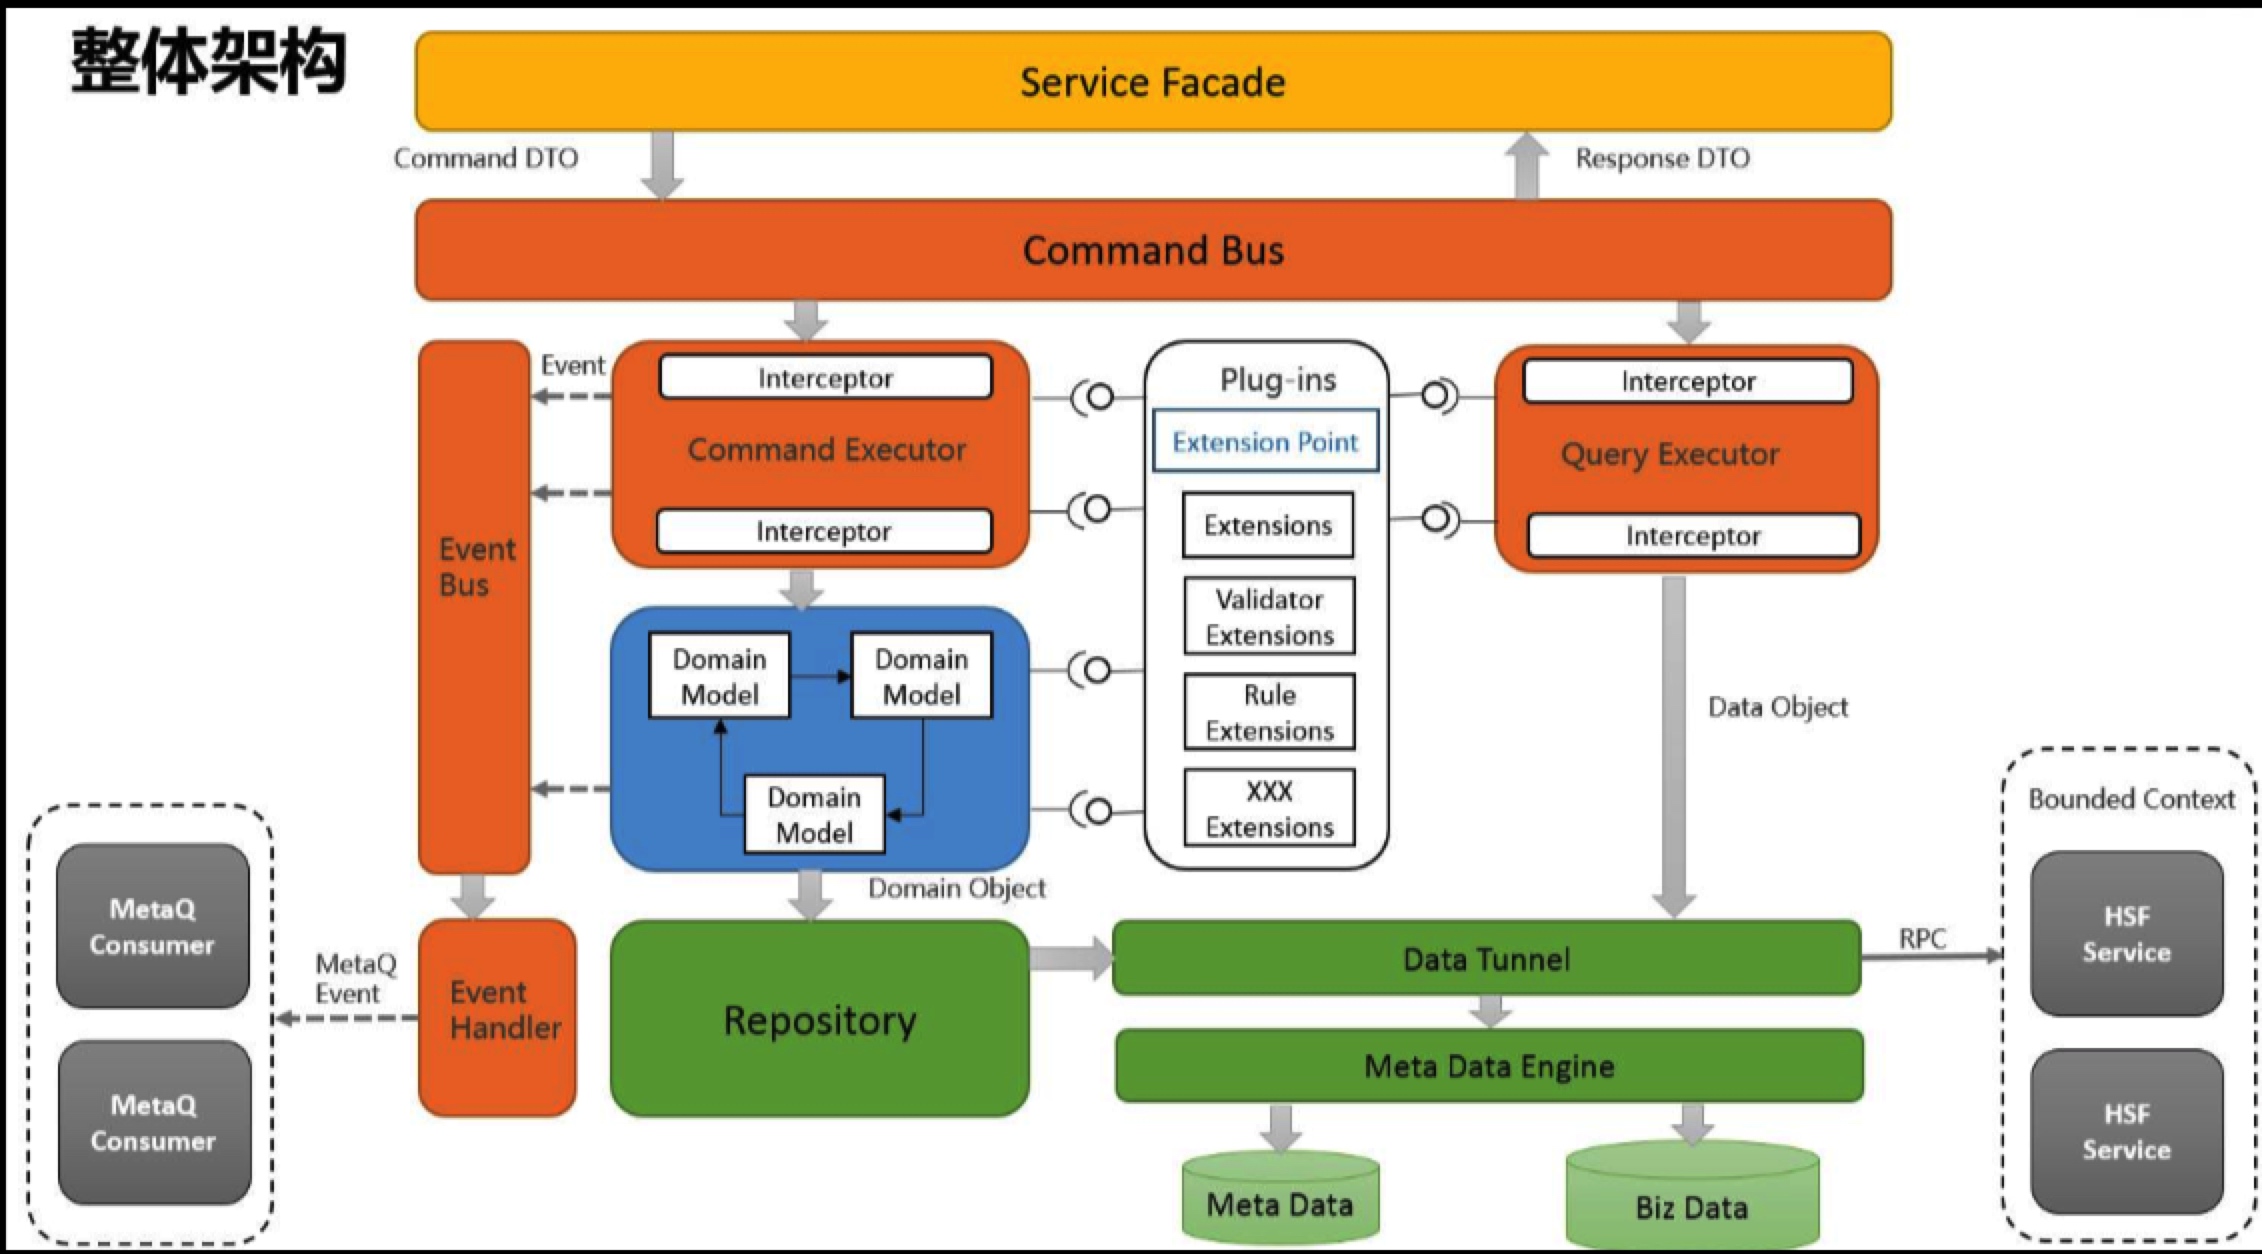 整体架构
Service Facade
Command DTO
Response DTO
Command Bus
Event
Interceptor
Command Executor
Interceptor
Plug-ins
Extension Point
Extensions
Validator
Extensions
Rule
Extensions
XXX
Extensions
Interceptor
Query Executor
Interceptor
Event
Bus
Domain
Model
Domain
Model
Domain
Model
Data Object
Domain Object
Bounded Context
MetaQ
Consumer
MetaQ
Consumer
MetaQ
Event
Event
Handler
Repository
Data Tunnel
RPC
HSF
Service
HSF
Service
Meta Data Engine
Meta Data
Biz Data